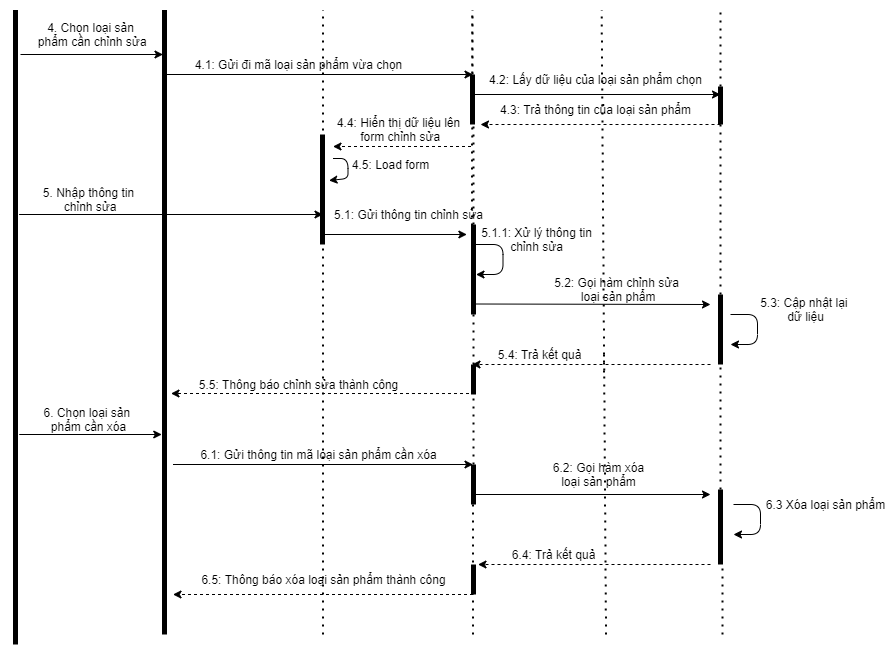 4. Chọn loại sản
phẩm cần chỉnh sửa
4.1: Gửi đi mã loại sản phẩm vừa chọn
4.2: Lấy dữ liệu của loại sản phẩm chọn
4.3: Trả thông tin của loại sản phẩm
4.4: Hiển thị dữ liệu lên
form chỉnh sửa
4.5: Load form
5. Nhập thông tin
chỉnh sửa
5.1: Gửi thông tin chỉnh sửa
5.1.1: Xử lý thông tin
chỉnh sửa
5.2: Gọi hàm chỉnh sửa
loại sản phẩm
5.3: Cập nhật lại
dữ liệu
5.4: Trả kết quả
5.5: Thông báo chỉnh sửa thành công
6. Chọn loại sản
phẩm cần xóa
6.1: Gửi thông tin mã loại sản phẩm cần xóa
6.2: Gọi hàm xóa
loại sản phẩm
6.3 Xóa loại sản phẩm
6.4: Trả kết quả
6.5: Thông báo xóa loại sản phẩm thành công